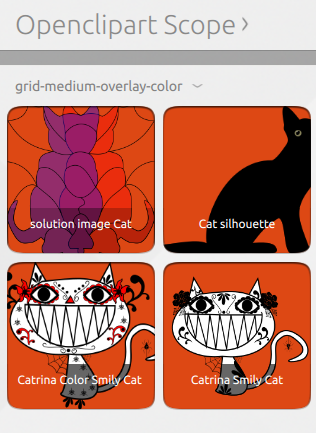 Openclipart Scope ›
grid-medium-overlay-color
solution image Cat
Cat silhouette
Catrina Color Smily Cat
Catrina Smily Cat